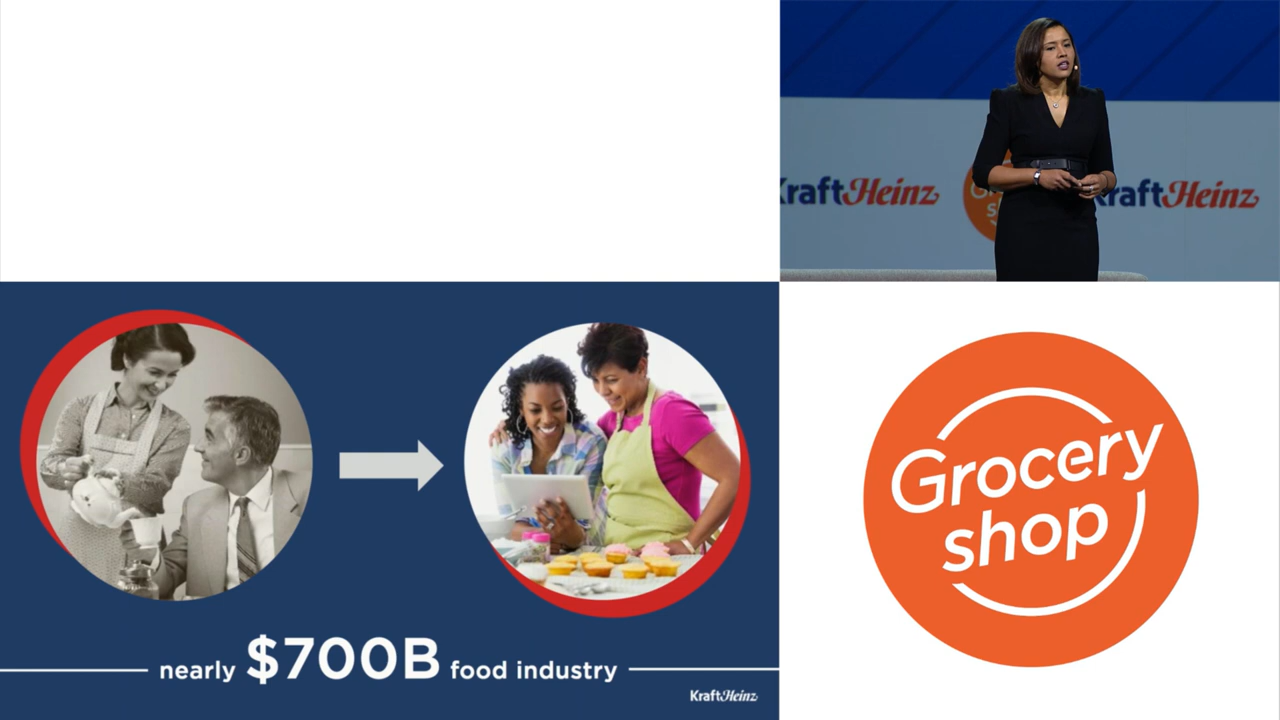 KraftHeinz
KraftHeinz
nearly $700B food industry
KraftHeinz
Grocery
shop